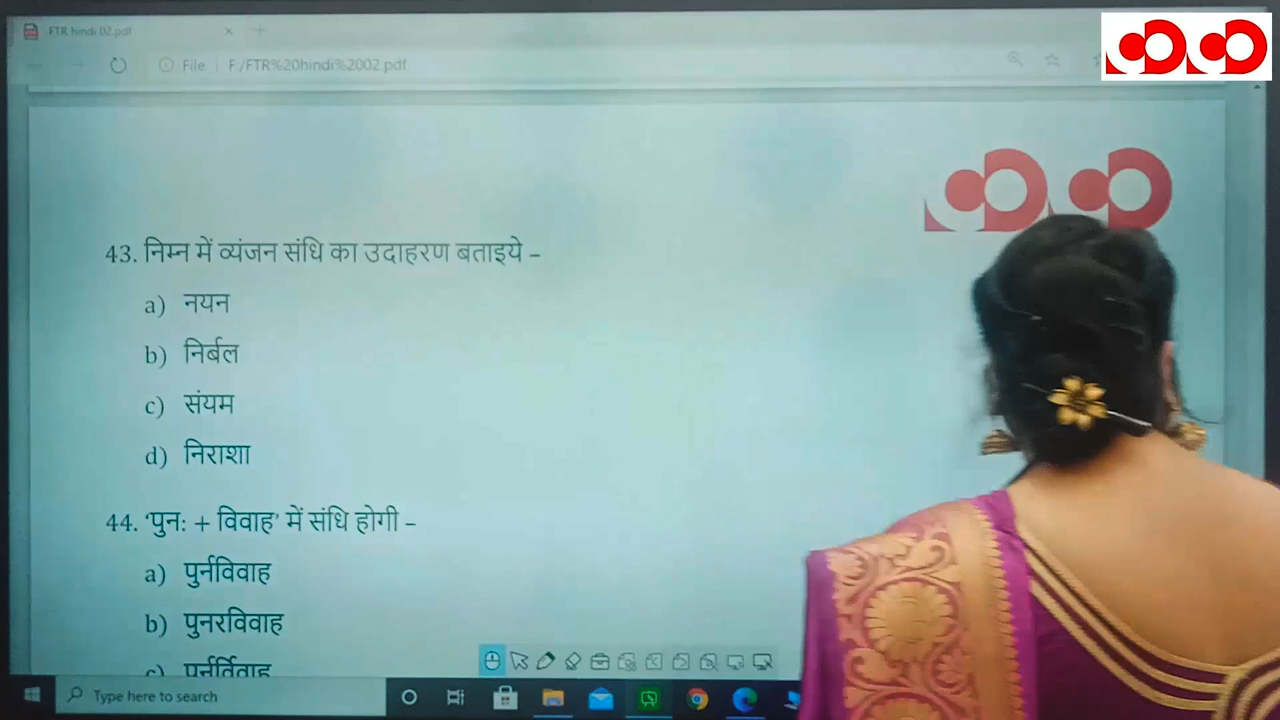 FTR hindi 02.pdf
File F:/FTR%20hindi%2002.pdf
43. निम्न में व्यंजन संधि का उदाहरण बताइये –
a) नयन
b) निर्बल
c) संयम
d) निराशा
44. ‘पुन: + विवाह’ में संधि होगी –
a) पुर्नविवाह
b) पुनरविवाह
Type here to search